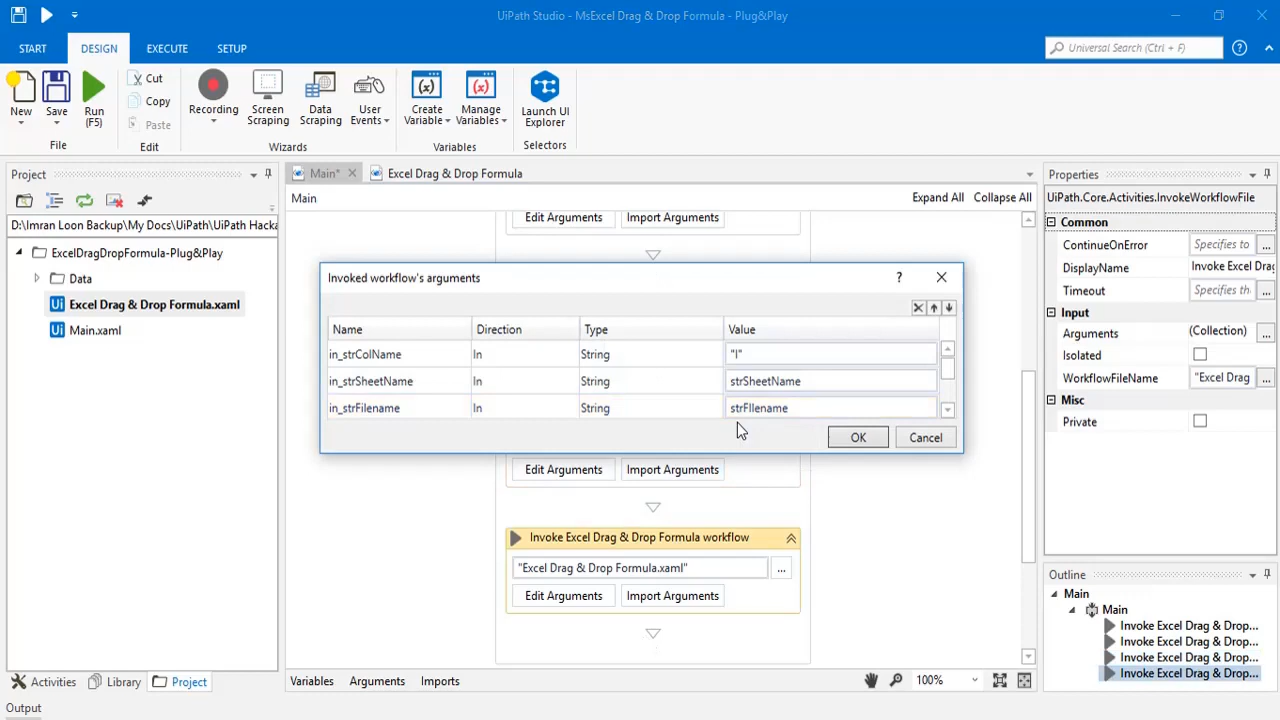 UiPath Studio - MsExcel Drag & Drop Formula - Plug&Play
START DESIGN EXECUTE SETUP
Universal Search (Ctrl + F)
New
Save
Run
(F5)
Cut
Copy
Paste
Recording
Screen
Scraping
Data
Scraping
User
Events
Create
Variable
Manage
Variables
Launch UI
Explorer
File Edit Wizards Variables Selectors
Project
Main*
Excel Drag & Drop Formula
Properties
Main
Expand All Collapse All
UiPath.Core.Activities.InvokeWorkflowFile
D:\Imran Loon Backup\My Docs\UiPath\UiPath Hacka
ExcelDragDropFormula-Plug&Play
Data
Ui Excel Drag & Drop Formula.xaml
Ui Main.xaml
Edit Arguments Import Arguments
Invoked workflow's arguments
?
Name Direction Type Value
in_strColName In String "I"
in_strSheetName In String strSheetName
in_strFilename In String strFIlename
OK Cancel
Edit Arguments Import Arguments
Invoke Excel Drag & Drop Formula workflow
"Excel Drag & Drop Formula.xaml" ...
Edit Arguments Import Arguments
Common
ContinueOnError Specifies to ...
DisplayName Invoke Excel Drag
Timeout Specifies th ...
Input
Arguments (Collection) ...
Isolated
WorkflowFileName "Excel Drag ...
Misc
Private
Outline
Main
Main
Invoke Excel Drag & Drop...
Invoke Excel Drag & Drop...
Invoke Excel Drag & Drop...
Invoke Excel Drag & Drop...
Activities Library Project
Variables Arguments Imports
100%
Output